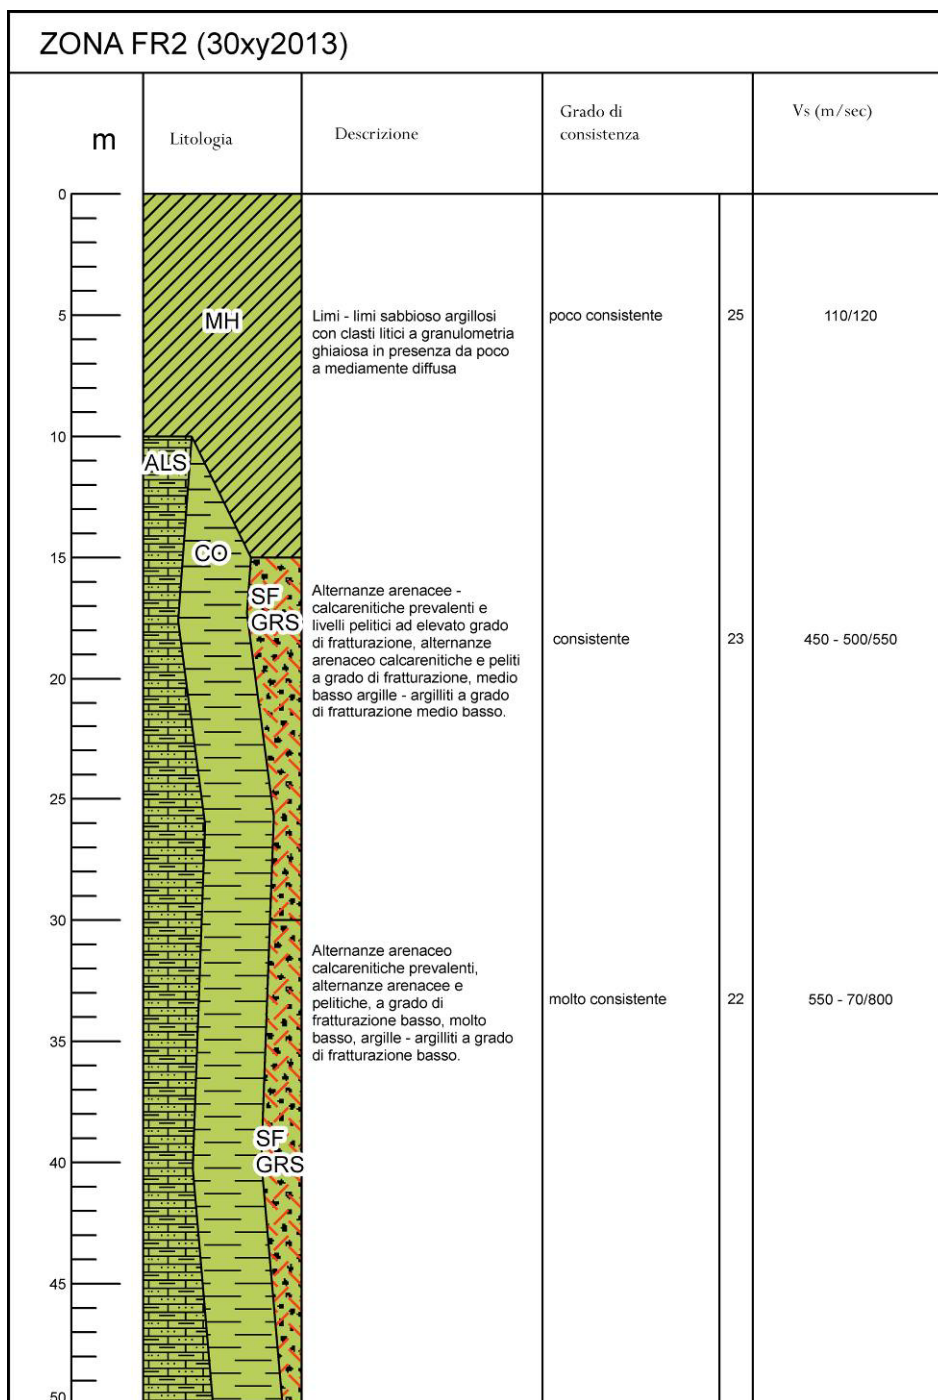 ZONA FR2 (30xy2013)
m
Litologia
Descrizione
Grado di
consistenza
Vs (m/sec)
0
5
10
15
20
25
30
35
40
45
50
MH
ALS
CO
SF
GRS
SF
GRS
Limi - limi sabbioso argillosi
con clasti litici a granulometria
ghiaiosa in presenza da poco
a mediamente diffusa
poco consistente
25
110/120
Alternanze arenacee -
calcarenitiche prevalenti e
livelli pelitici ad elevato grado
di fratturazione, alternanze
arenaceo calcarenitiche e peliti
a grado di fratturazione, medio
basso argille - argilliti a grado
di fratturazione medio basso.
consistente
23
450 - 500/550
Alternanze arenaceo
calcarenitiche prevalenti,
alternanze arenacee e
pelitiche, a grado di
fratturazione basso, molto
basso, argille - argilliti a grado
di fratturazione basso.
molto consistente
22
550 - 70/800